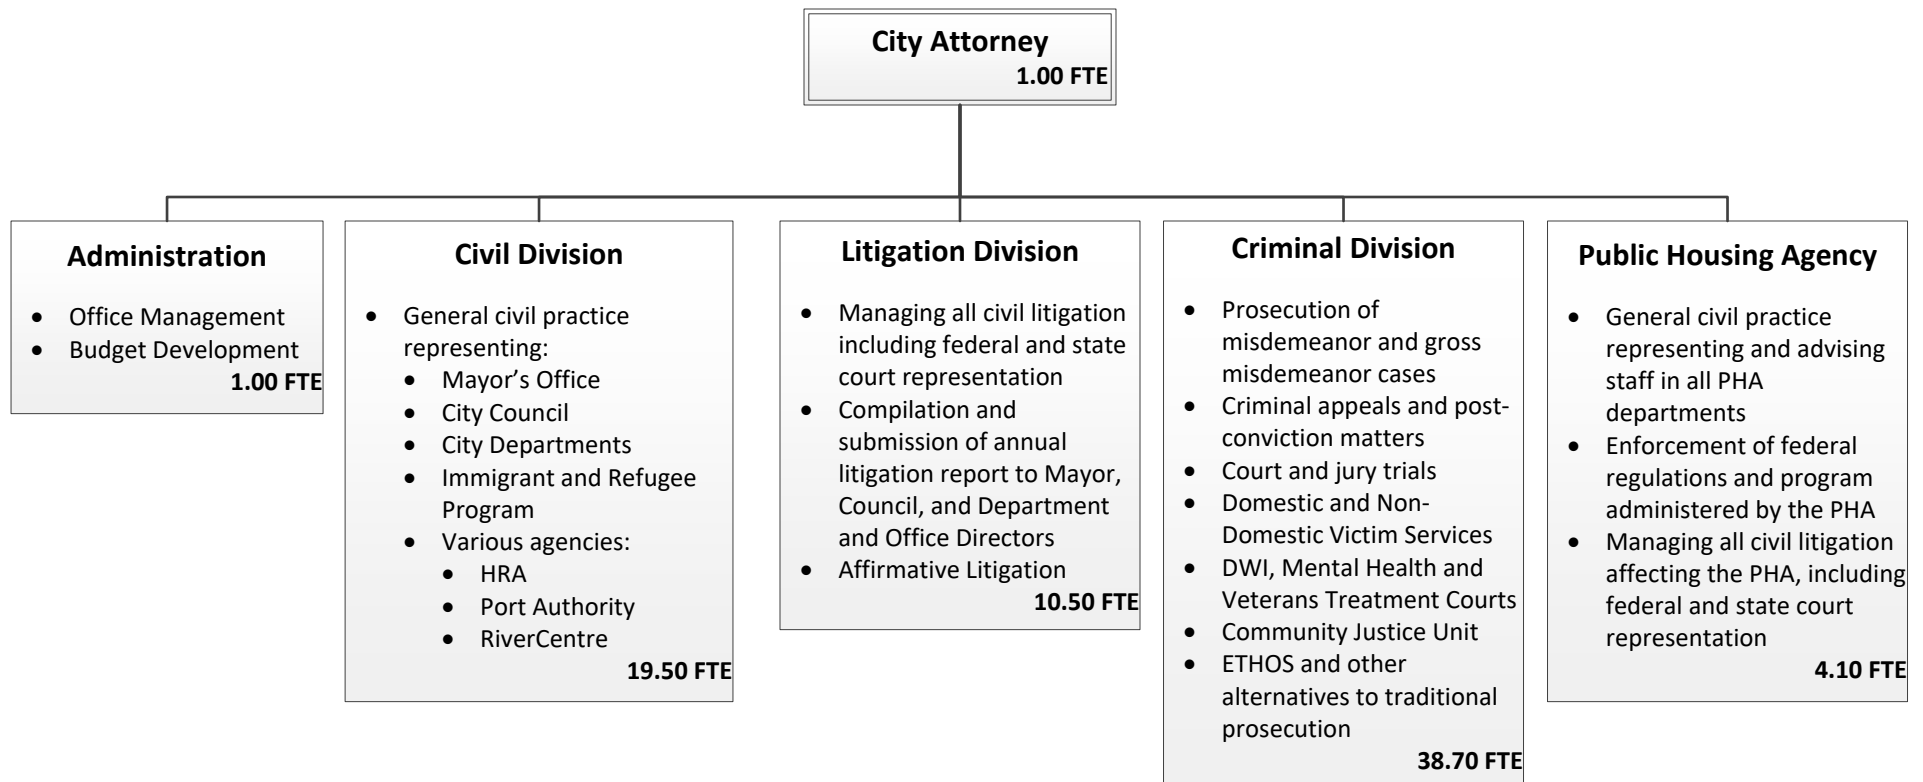 City Attorney
1.00 FTE
Administration
• Office Management
• Budget Development
1.00 FTE
Civil Division
• General civil practice
representing:
• Mayor’s Office
• City Council
• City Departments
• Immigrant and Refugee
Program
• Various agencies:
• HRA
• Port Authority
• RiverCentre
19.50 FTE
Litigation Division
• Managing all civil litigation
including federal and state
court representation
• Compilation and
submission of annual
litigation report to Mayor,
Council, and Department
and Office Directors
• Affirmative Litigation
10.50 FTE
Criminal Division
• Prosecution of
misdemeanor and gross
misdemeanor cases
• Criminal appeals and post-
conviction matters
• Court and jury trials
• Domestic and Non-
Domestic Victim Services
• DWI, Mental Health and
Veterans Treatment Courts
• Community Justice Unit
• ETHOS and other
alternatives to traditional
prosecution
38.70 FTE
Public Housing Agency
• General civil practice
representing and advising
staff in all PHA
departments
• Enforcement of federal
regulations and program
administered by the PHA
• Managing all civil litigation
affecting the PHA, including
federal and state court
representation
4.10 FTE